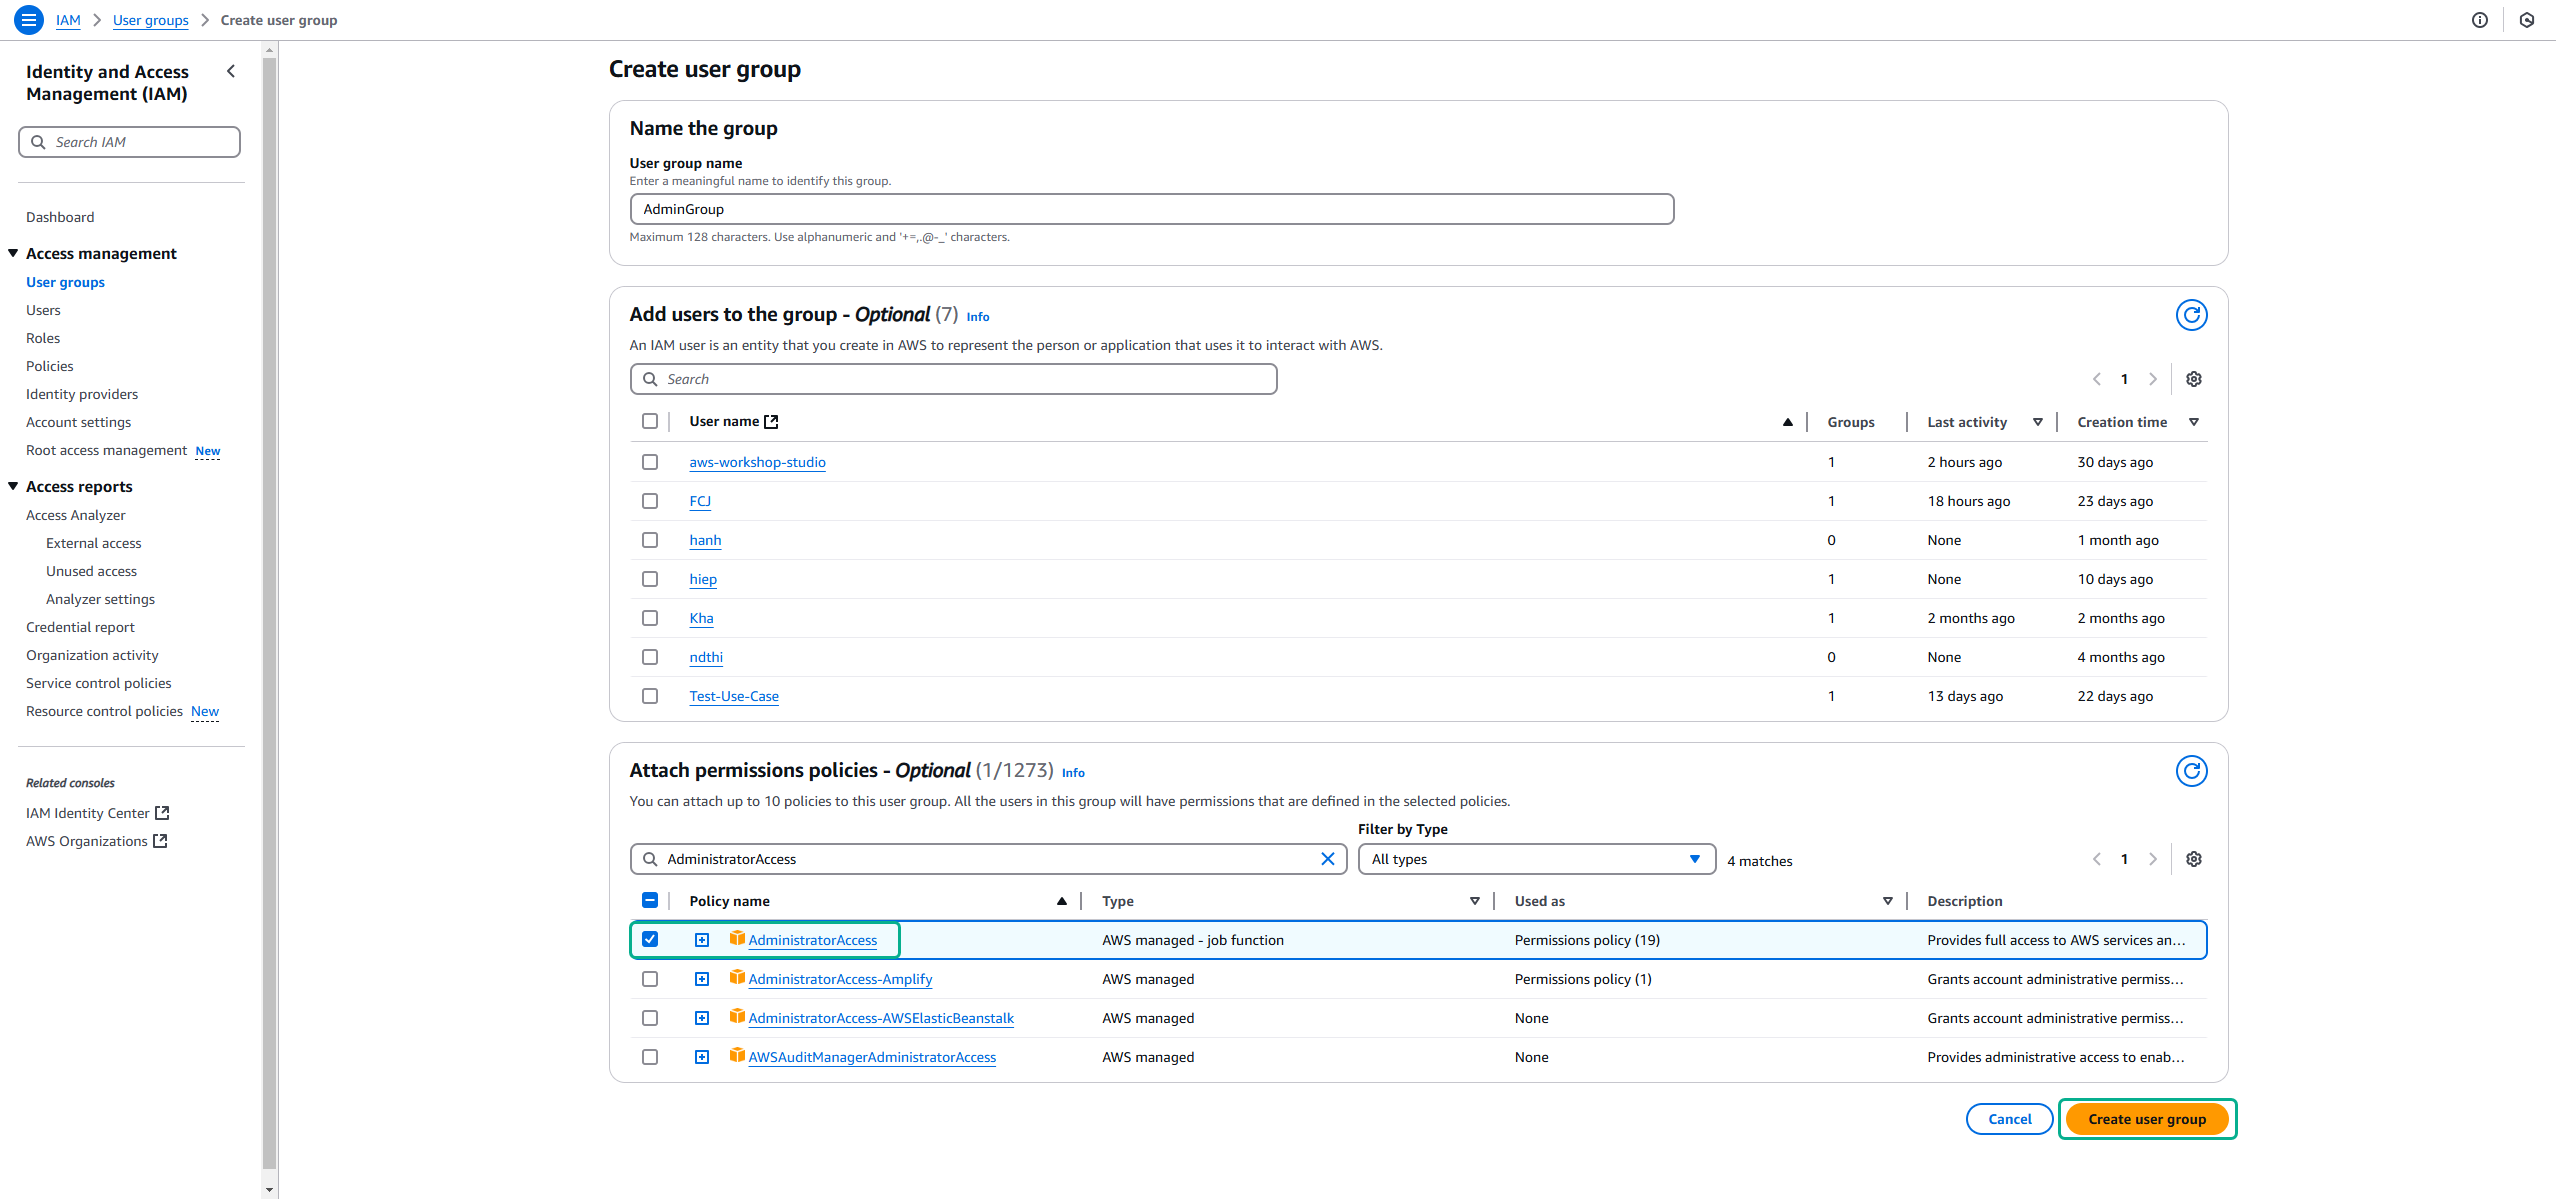 IAM > User groups > Create user group
Identity and Access
Management (IAM)
Search IAM
Dashboard
Access management
User groups
Users
Roles
Policies
Identity providers
Account settings
Root access management New
Access reports
Access Analyzer
External access
Unused access
Analyzer settings
Credential report
Organization activity
Service control policies
Resource control policies New
Related consoles
IAM Identity Center
AWS Organizations
Create user group
Name the group
User group name
Enter a meaningful name to identify this group.
AdminGroup
Maximum 128 characters. Use alphanumeric and '+=,.@-_' characters.
Add users to the group - Optional (7) Info
An IAM user is an entity that you create in AWS to represent the person or application that uses it to interact with AWS.
Search
1
User name Groups Last activity Creation time
aws-workshop-studio 1 2 hours ago 30 days ago
FCJ 1 18 hours ago 23 days ago
hanh 0 None 1 month ago
hiep 1 None 10 days ago
Kha 1 2 months ago 2 months ago
ndthi 0 None 4 months ago
Test-Use-Case 1 13 days ago 22 days ago
Attach permissions policies - Optional (1/1273) Info
You can attach up to 10 policies to this user group. All the users in this group will have permissions that are defined in the selected policies.
Filter by Type
AdministratorAccess All types 4 matches 1
Policy name Type Used as Description
AdministratorAccess AWS managed - job function Permissions policy (19) Provides full access to AWS services an...
AdministratorAccess-Amplify AWS managed Permissions policy (1) Grants account administrative permiss...
AdministratorAccess-AWSElasticBeanstalk AWS managed None Grants account administrative permiss...
AWSAuditManagerAdministratorAccess AWS managed None Provides administrative access to enab...
Cancel Create user group